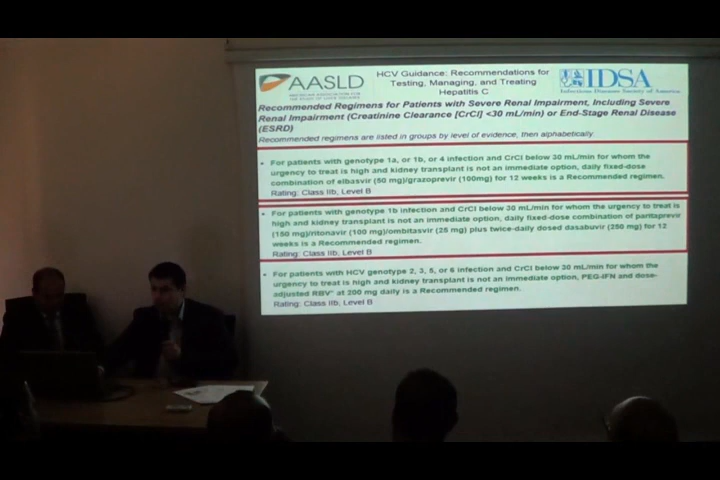 AASLD
AMERICAN ASSOCIATION FOR
THE STUDY OF LIVER DISEASES
HCV Guidance: Recommendations for
Testing, Managing, and Treating
Hepatitis C
IDSA
Infectious Diseases Society of America
Recommended Regimens for Patients with Severe Renal Impairment, Including Severe
Renal Impairment (Creatinine Clearance [CrCl] <30 mL/min) or End-Stage Renal Disease
(ESRD)
Recommended regimens are listed in groups by level of evidence, then alphabetically.
• For patients with genotype 1a, or 1b, or 4 infection and CrCl below 30 mL/min for whom the
urgency to treat is high and kidney transplant is not an immediate option, daily fixed-dose
combination of elbasvir (50 mg)/grazoprevir (100mg) for 12 weeks is a Recommended regimen.
Rating: Class IIb, Level B
• For patients with genotype 1b infection and CrCl below 30 mL/min for whom the urgency to treat is
high and kidney transplant is not an immediate option, daily fixed-dose combination of paritaprevir
(150 mg)/ritonavir (100 mg)/ombitasvir (25 mg) plus twice-daily dosed dasabuvir (250 mg) for 12
weeks is a Recommended regimen.
Rating: Class IIb, Level B
• For patients with HCV genotype 2, 3, 5, or 6 infection and CrCl below 30 mL/min for whom the
urgency to treat is high and kidney transplant is not an immediate option, PEG-IFN and dose-
adjusted RBV* at 200 mg daily is a Recommended regimen.
Rating: Class IIb, Level B